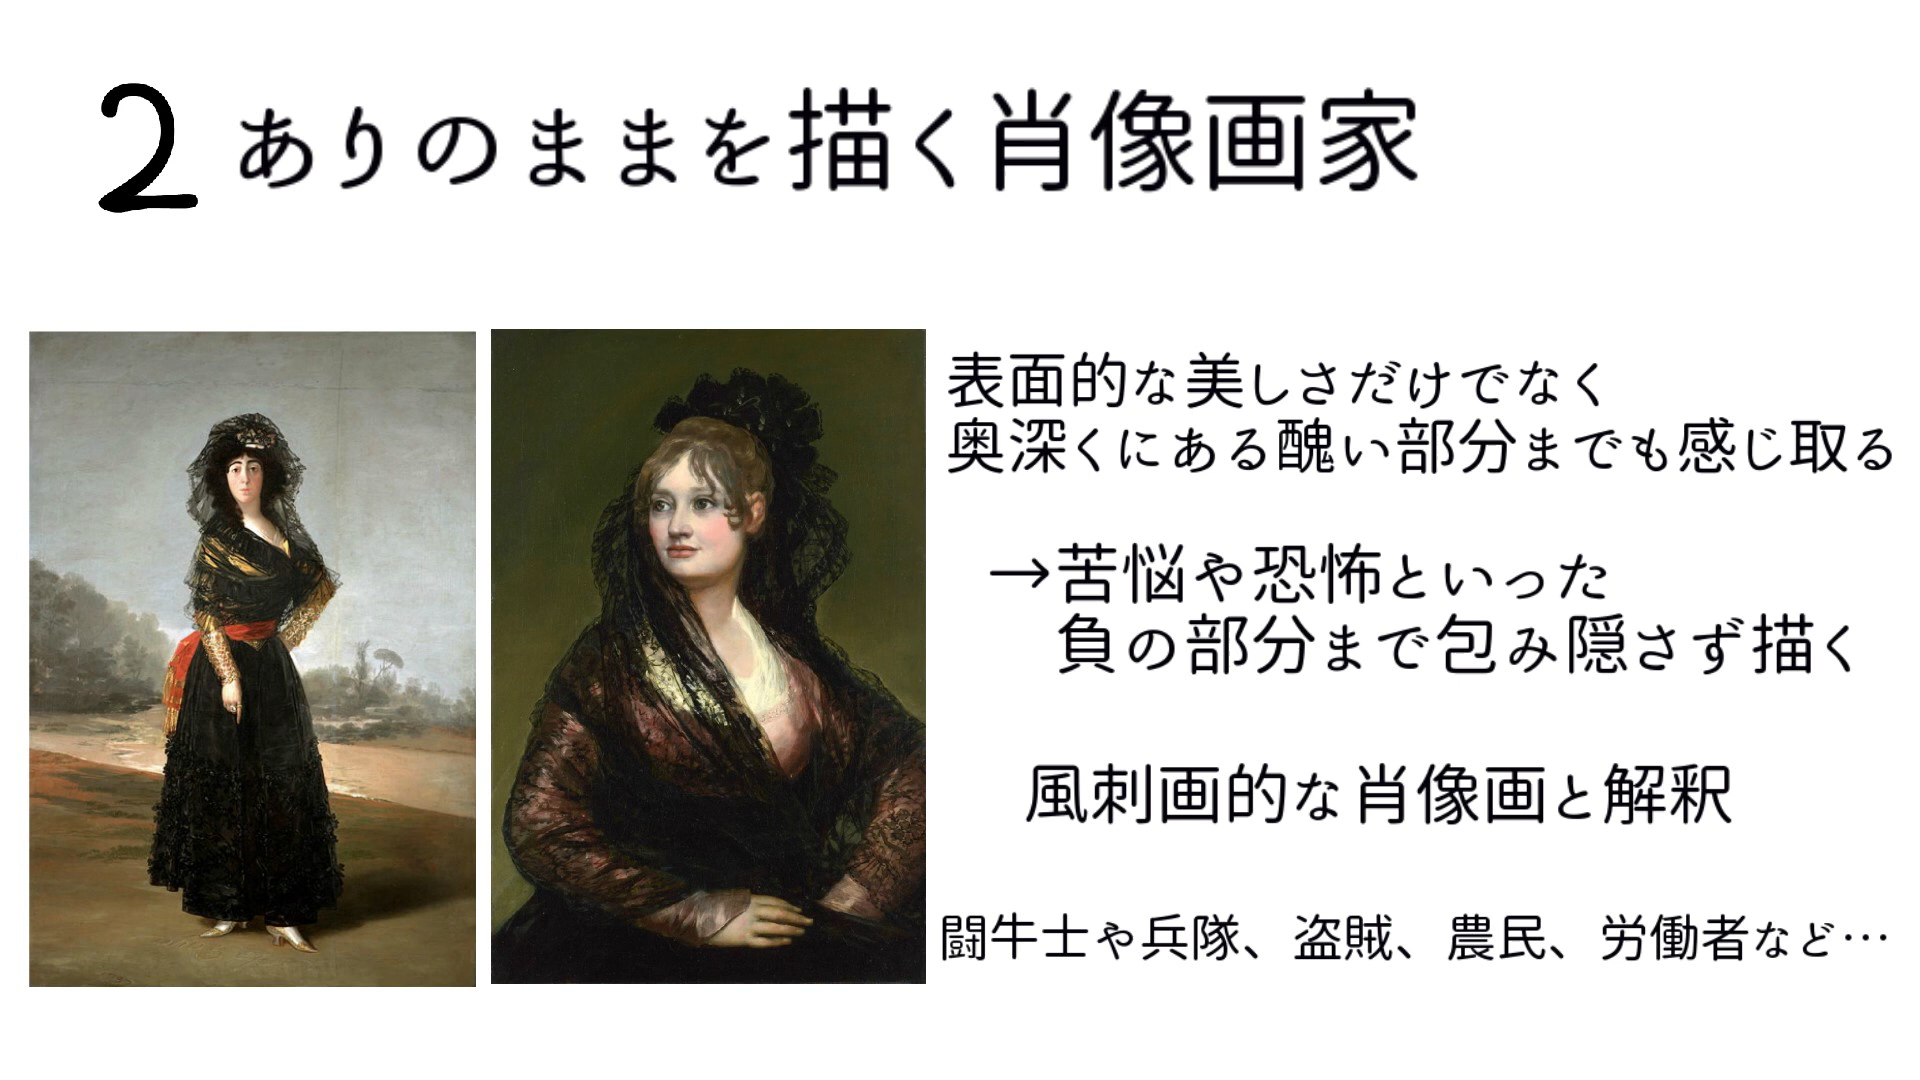 2 ありのままを描く肖像画家
表面的な美しさだけでなく
奥深くにある醜い部分までも感じ取る
→苦悩や恐怖といった
負の部分まで包み隠さず描く
風刺画的な肖像画と解釈
闘牛士や兵隊、盗賊、農民、労働者など…